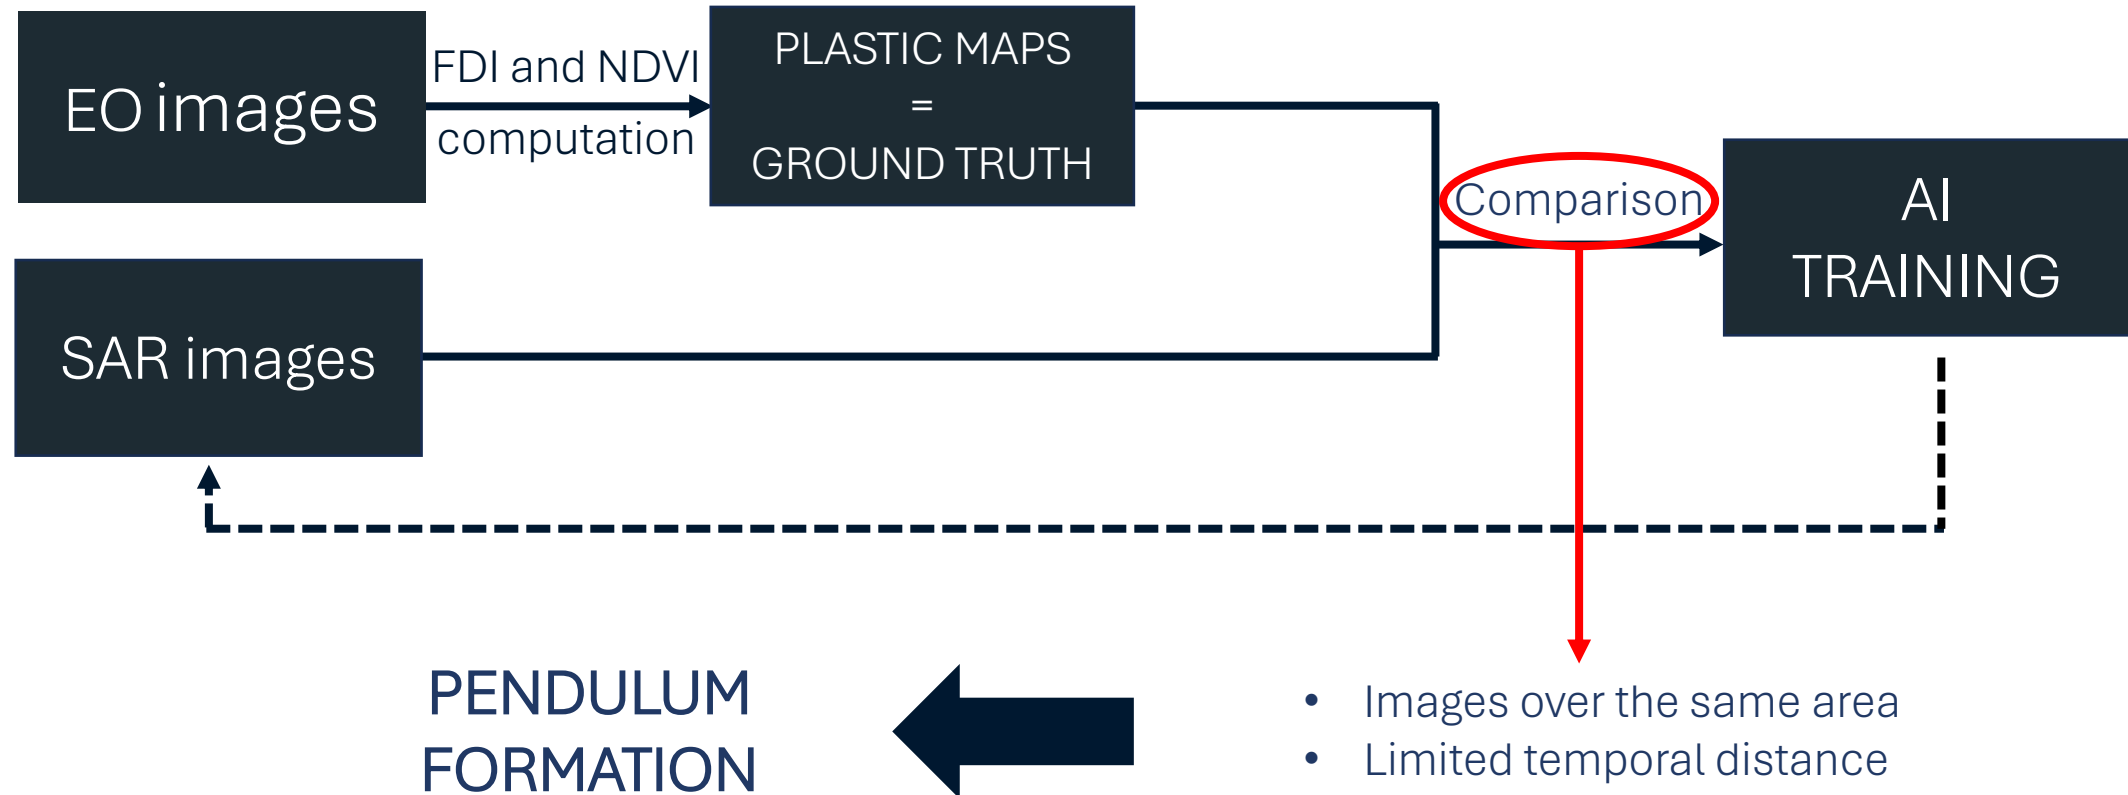 EO images
FDI and NDVI
computation
PLASTIC MAPS
=
GROUND TRUTH
Comparison
AI
TRAINING
SAR images
PENDULUM
FORMATION
• Images over the same area
• Limited temporal distance